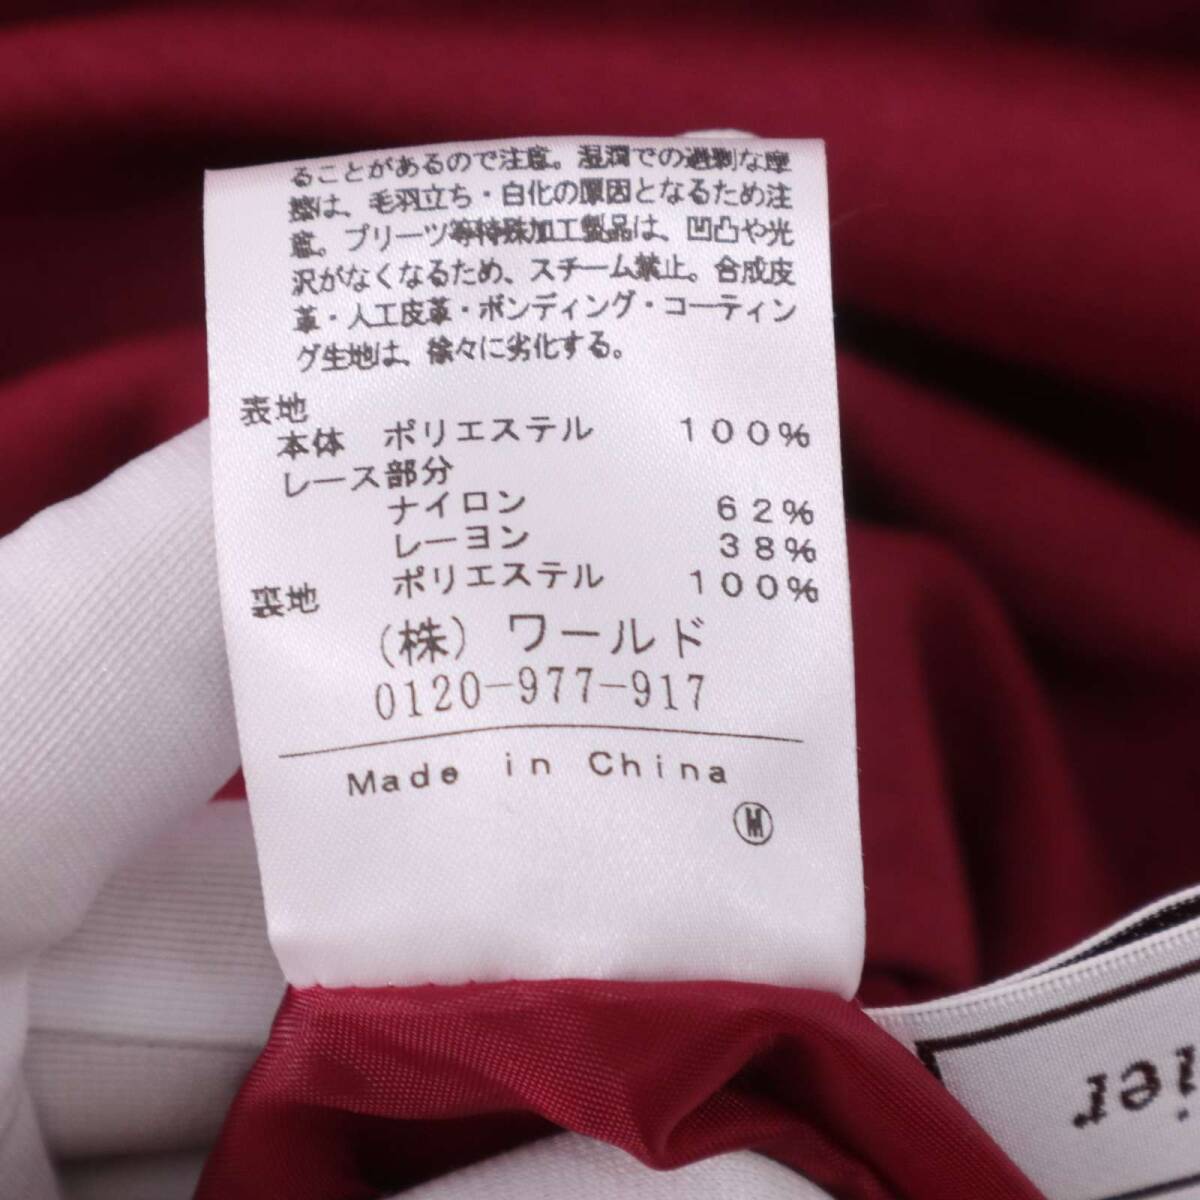 ることがあるので注意。湿潤での過剰な摩
擦は、毛羽立ち・白化の原因となるため注
意。プリーツ等特殊加工製品は、凹凸や光
沢がなくなるため、スチーム禁止。合成皮
革・人工皮革・ボンディング・コーティン
グ生地は、徐々に劣化する。
表地
本体 ポリエステル 100%
レース部分
ナイロン 62%
レーヨン 38%
裏地 ポリエステル 100%
(株) ワールド
0120-977-917
Made in China
Ⓜ
ier